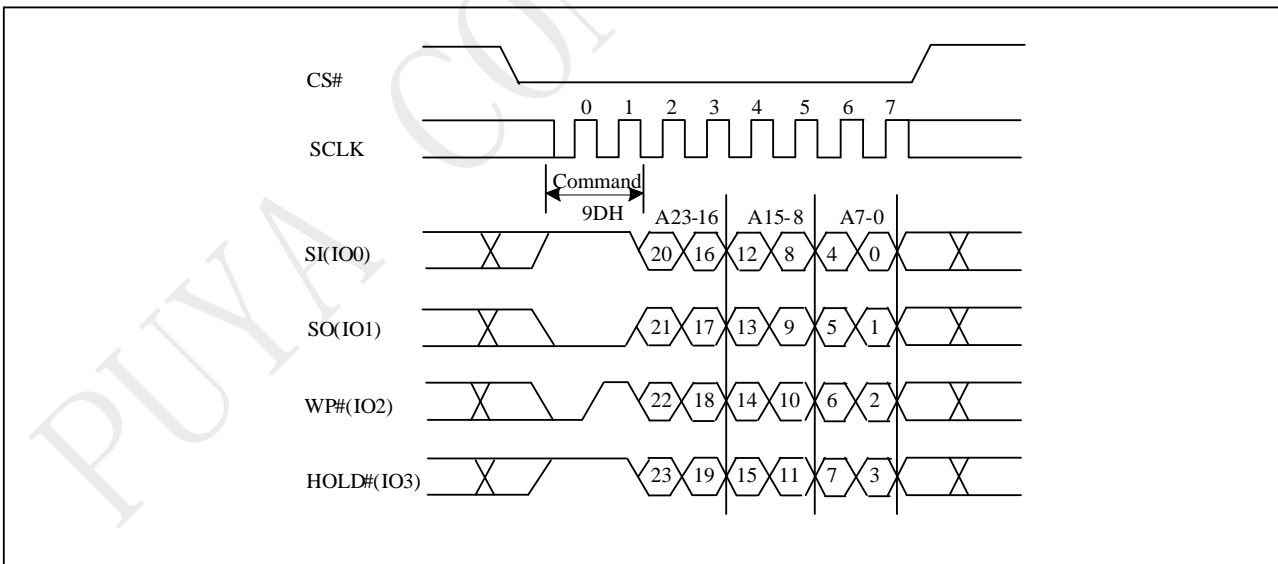 PUYA CON
CS#
0 1 2 3 4 5 6 7
SCLK
Command
9DH
A23-16 A15-8 A7-0
SI(IO0) 20 16 12 8 4 0
SO(IO1) 21 17 13 9 5 1
WP#(IO2) 22 18 14 10 6 2
HOLD#(IO3) 23 19 15 11 7 3